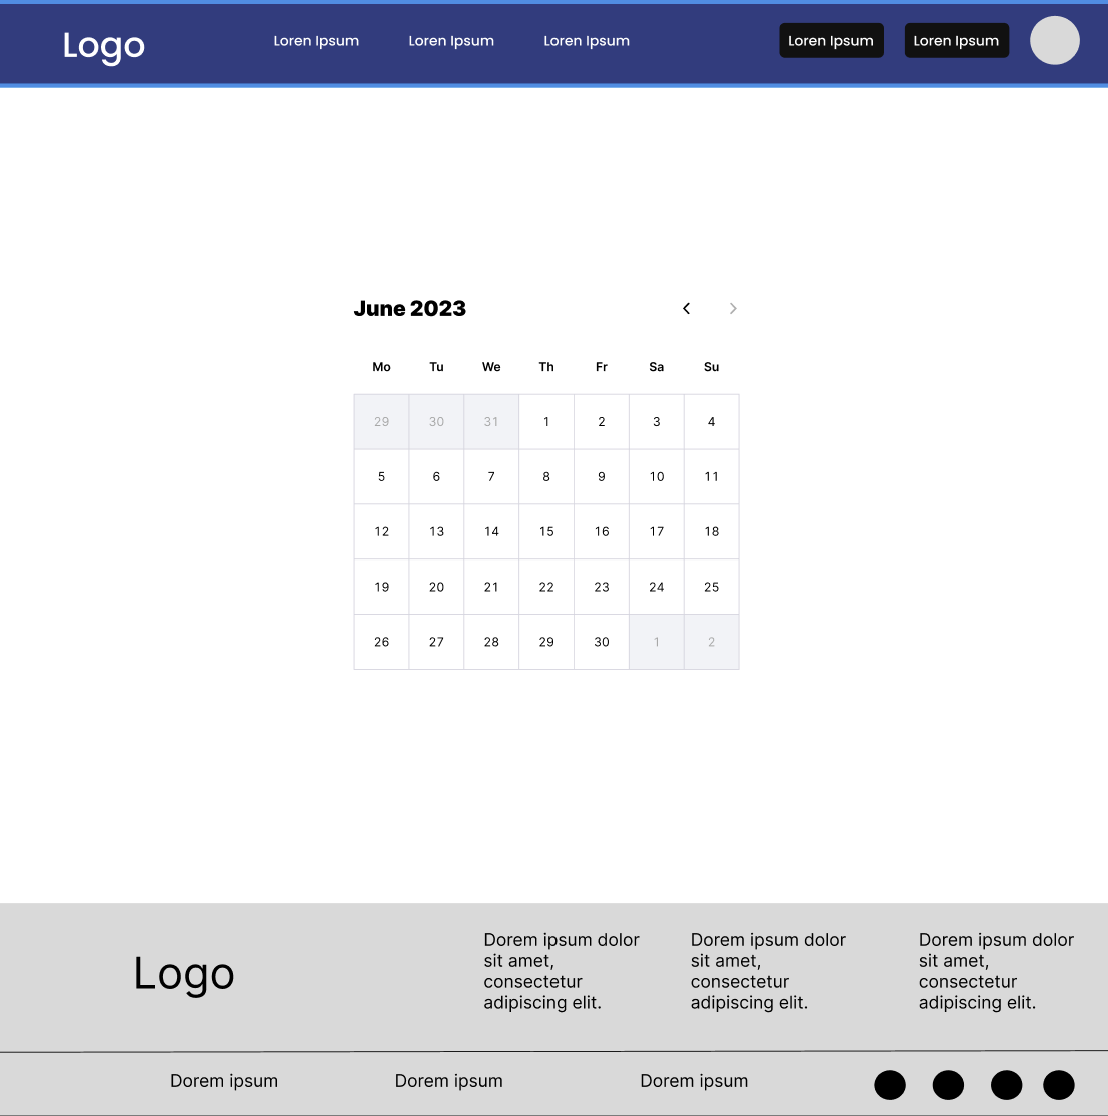 Logo
Loren Ipsum Loren Ipsum Loren Ipsum
Loren Ipsum Loren Ipsum
June 2023
Mo Tu We Th Fr Sa Su
29 30 31 1 2 3 4
5 6 7 8 9 10 11
12 13 14 15 16 17 18
19 20 21 22 23 24 25
26 27 28 29 30 1 2
Logo
Dorem ipsum dolor
sit amet,
consectetur
adipiscing elit.
Dorem ipsum dolor
sit amet,
consectetur
adipiscing elit.
Dorem ipsum dolor
sit amet,
consectetur
adipiscing elit.
Dorem ipsum Dorem ipsum Dorem ipsum